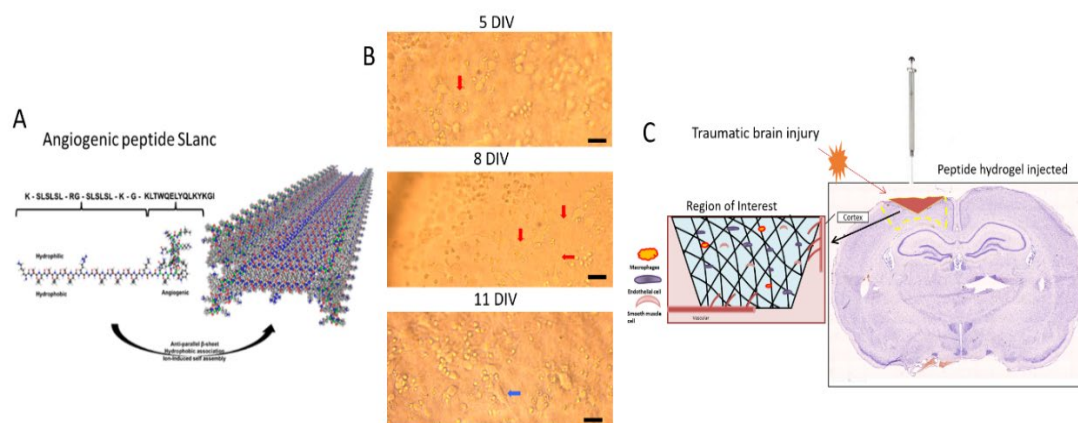 A
Angiogenic peptide SLanc
K - SLSLSL - RG - SLSLSL - K - G - KLTWQELYQLKYKGI
Hydrophilic
Hydrophobic
Angiogenic
Anti-parallel β-sheet
Hydrophobic association
Ion-induced self assembly
B
5 DIV
8 DIV
11 DIV
C
Traumatic brain injury
Peptide hydrogel injected
Region of Interest
Cortex
Macrophages
Endothelial cell
Smooth muscle
cell